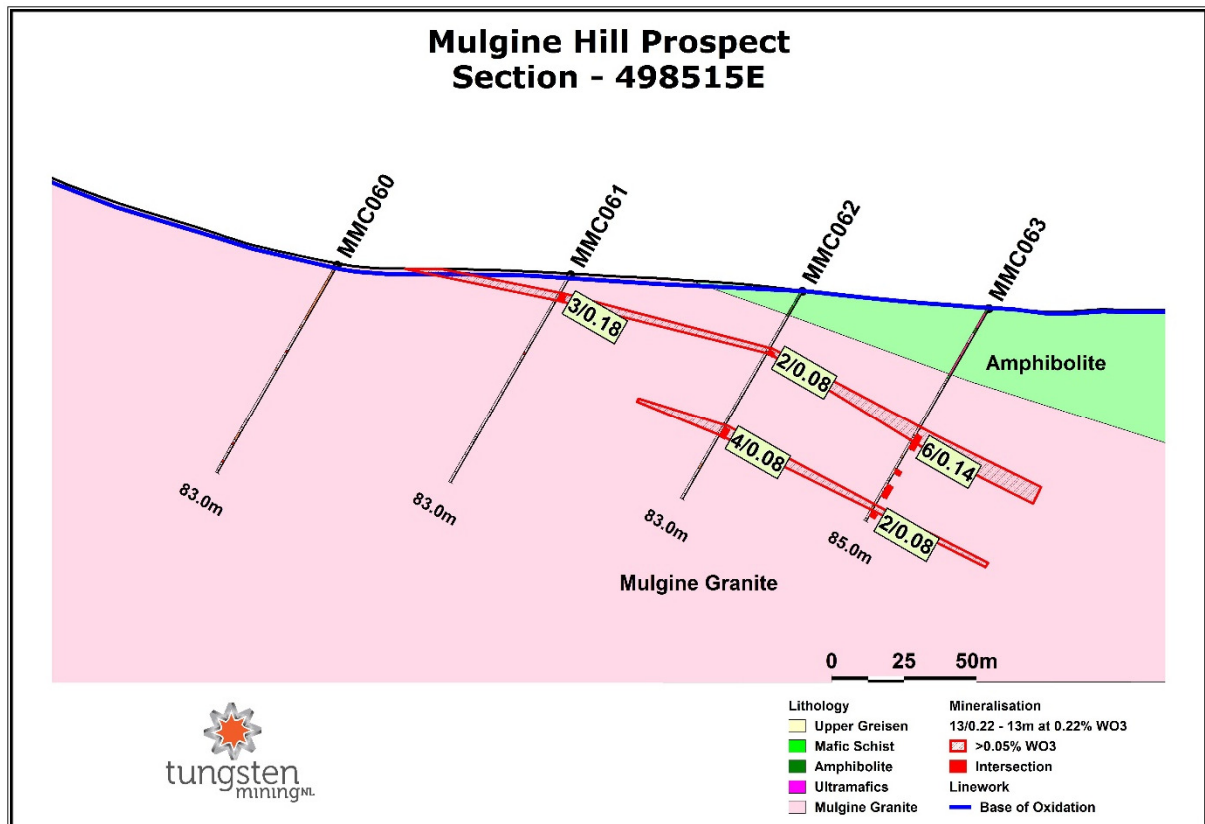 Mulgine Hill Prospect
Section - 498515E
MMC060
MMC061
MMC062
MMC063
3/0.18
2/0.08
6/0.14
4/0.08
2/0.08
Amphibolite
83.0m
83.0m
83.0m
85.0m
Mulgine Granite
0 25 50m
Lithology
Upper Greisen
Mafic Schist
Amphibolite
Ultramafics
Mulgine Granite
Mineralisation
13/0.22 - 13m at 0.22% WO3
>0.05% WO3
Intersection
Linework
Base of Oxidation
tungsten
mining NL